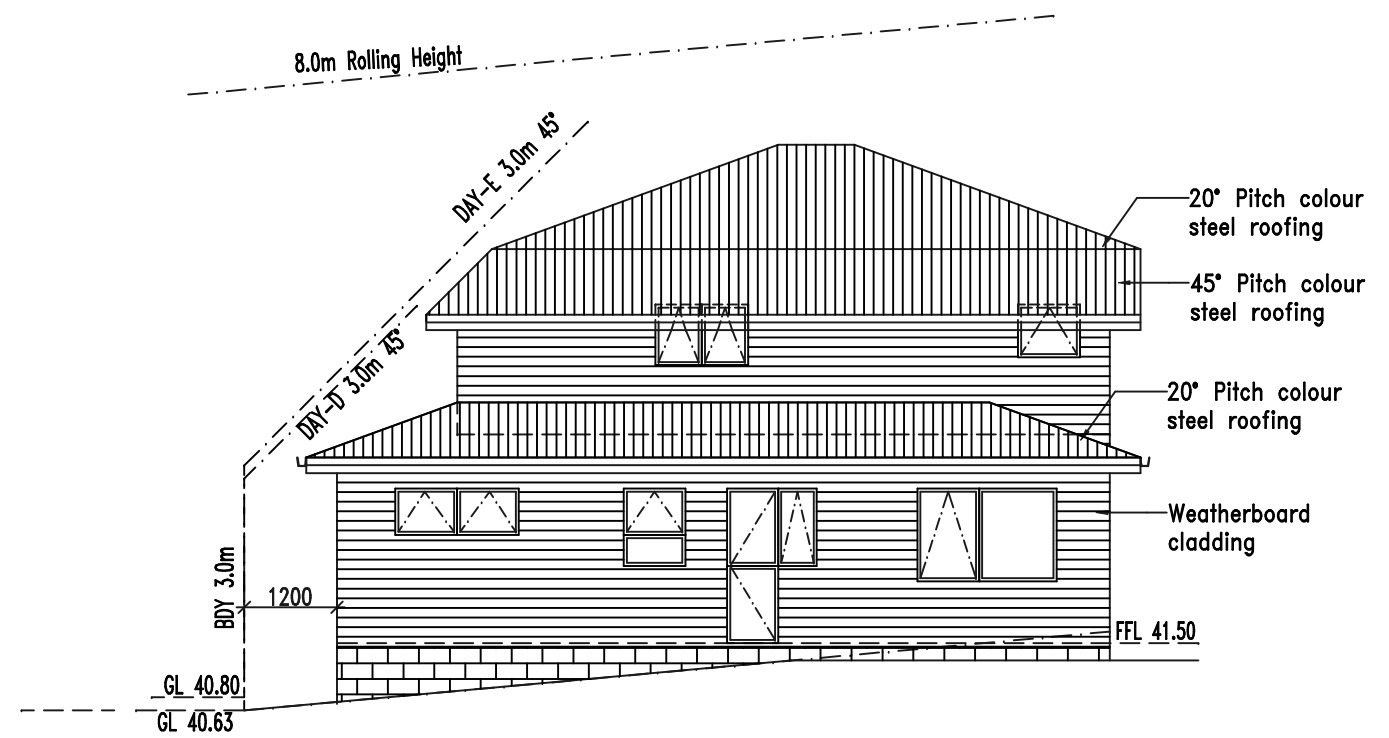 8.0m Rolling Height
DAY-E 3.0m 45°
DAY-D 3.0m 45°
20° Pitch colour
steel roofing
45° Pitch colour
steel roofing
20° Pitch colour
steel roofing
Weatherboard
cladding
BDY 3.0m
1200
FFL 41.50
GL 40.80
GL 40.63